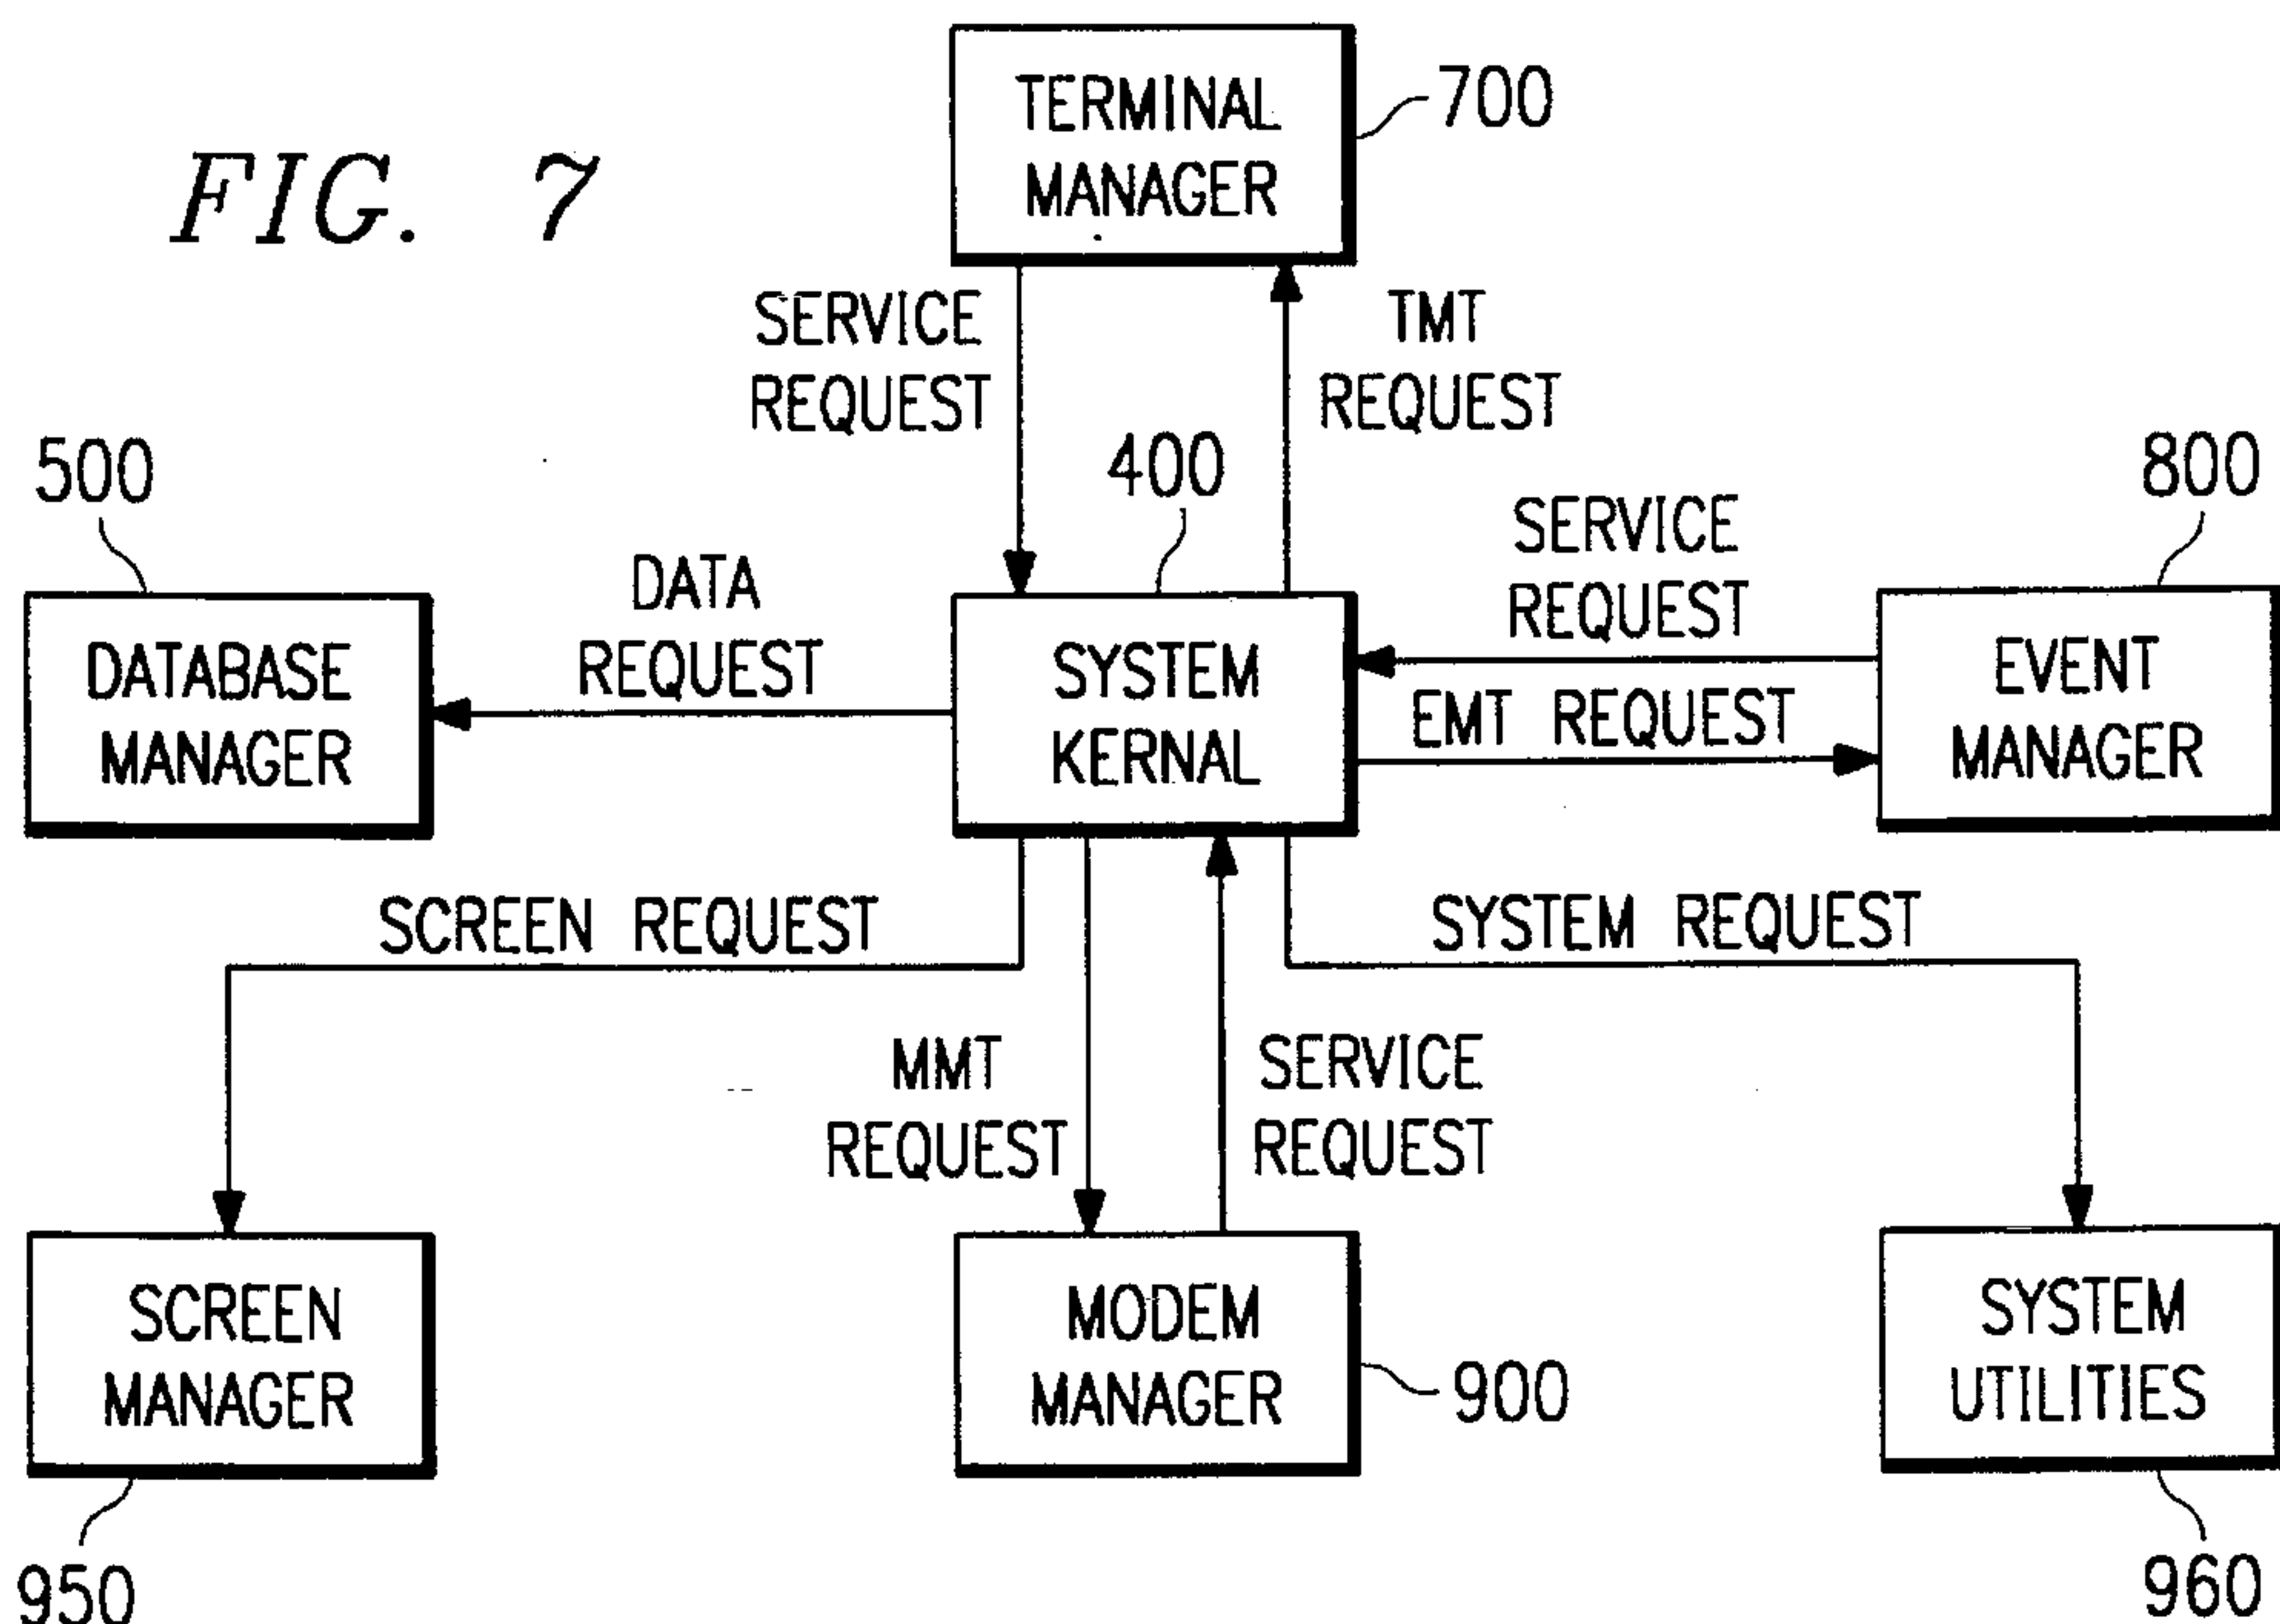 FIG. 7
TERMINAL
MANAGER
700
SERVICE
REQUEST
TMT
REQUEST
500
400
800
DATA
REQUEST
SERVICE
REQUEST
DATABASE
MANAGER
SYSTEM
KERNAL
EMT REQUEST
EVENT
MANAGER
SCREEN REQUEST
SYSTEM REQUEST
MMT
REQUEST
SERVICE
REQUEST
SCREEN
MANAGER
MODEM
MANAGER
900
SYSTEM
UTILITIES
950
960